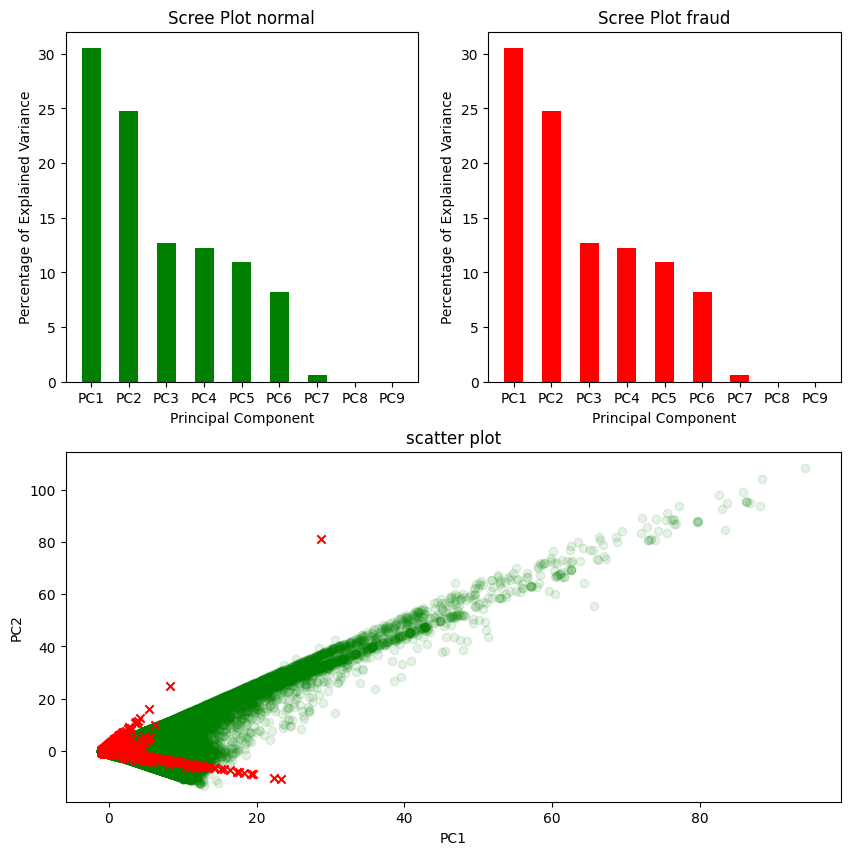 Scree Plot normal
Percentage of Explained Variance
30
25
20
15
10
5
0
PC1 PC2 PC3 PC4 PC5 PC6 PC7 PC8 PC9
Principal Component
Scree Plot fraud
Percentage of Explained Variance
30
25
20
15
10
5
0
PC1 PC2 PC3 PC4 PC5 PC6 PC7 PC8 PC9
Principal Component
scatter plot
PC2
100
80
60
40
20
0
0 20 40 60 80
PC1